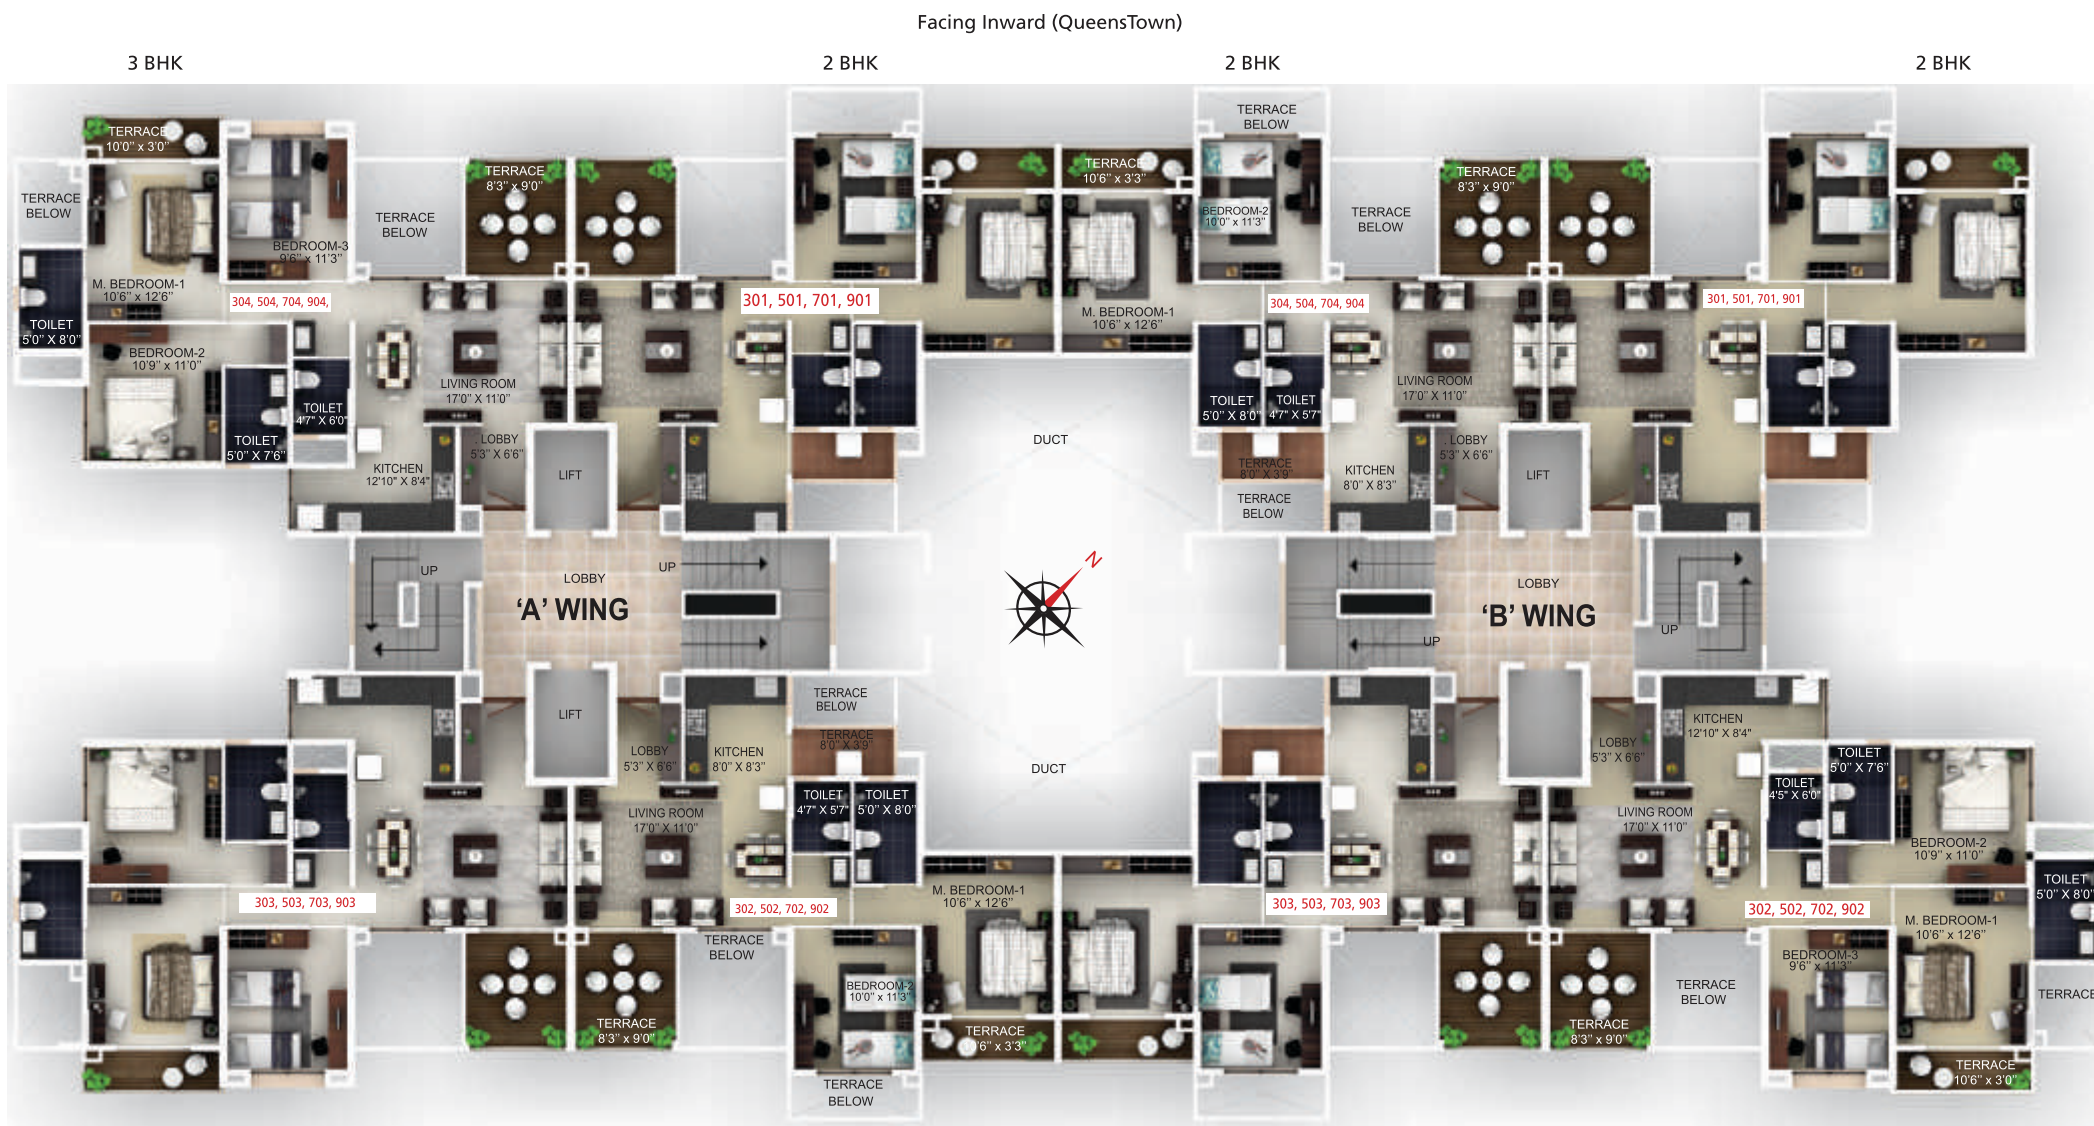 Facing Inward (QueensTown)
3 BHK
2 BHK
2 BHK
2 BHK
TERRACE
10'0" x 3'0"
TERRACE
BELOW
BEDROOM-3
9'6" x 11'3"
M. BEDROOM-1
10'6" x 12'6"
304, 504, 704, 904,
TOILET
5'0" X 8'0"
BEDROOM-2
10'9" x 11'0"
TOILET
4'7" X 6'0"
TOILET
5'0" X 7'6"
TERRACE
BELOW
TERRACE
8'3" x 9'0"
LIVING ROOM
17'0" X 11'0"
. LOBBY
5'3" X 6'6"
KITCHEN
12'10" X 8'4"
LIFT
301, 501, 701, 901
TERRACE
10'6" x 3'3"
M. BEDROOM-1
10'6" x 12'6"
TERRACE
BELOW
BEDROOM-2
10'0" x 11'3"
304, 504, 704, 904
TERRACE
BELOW
TERRACE
8'3" x 9'0"
LIVING ROOM
17'0" X 11'0"
TOILET
5'0" X 8'0"
TOILET
4'7" X 5'7"
TERRACE
8'0" X 3'9"
TERRACE
BELOW
KITCHEN
8'0" X 8'3"
. LOBBY
5'3" X 6'6"
LIFT
301, 501, 701, 901
DUCT
UP
LOBBY
UP
'A' WING
N
LOBBY
'B' WING
UP
UP
DUCT
LIFT
TERRACE
BELOW
TERRACE
8'0" X 3'9"
LOBBY
5'3" X 6'6"
KITCHEN
8'0" X 8'3"
TOILET
4'7" X 5'7"
TOILET
5'0" X 8'0"
LIVING ROOM
17'0" X 11'0"
303, 503, 703, 903
302, 502, 702, 902
M. BEDROOM-1
10'6" x 12'6"
TERRACE
BELOW
BEDROOM-2
10'0" x 11'3"
TERRACE
8'3" x 9'0"
TERRACE
'6" x 3'3"
TERRACE
BELOW
303, 503, 703, 903
KITCHEN
12'10" X 8'4"
LOBBY
5'3" X 6'6"
TOILET
5'0" X 7'6"
TOILET
4'5" X 6'0"
LIVING ROOM
17'0" X 11'0"
BEDROOM-2
10'9" x 11'0"
TOILET
5'0" X 8'0"
302, 502, 702, 902
M. BEDROOM-1
10'6" x 12'6"
BEDROOM-3
9'6" x 11'3"
TERRACE
BELOW
TERRACE
TERRACE
8'3" x 9'0"
TERRACE
10'6" x 3'0"